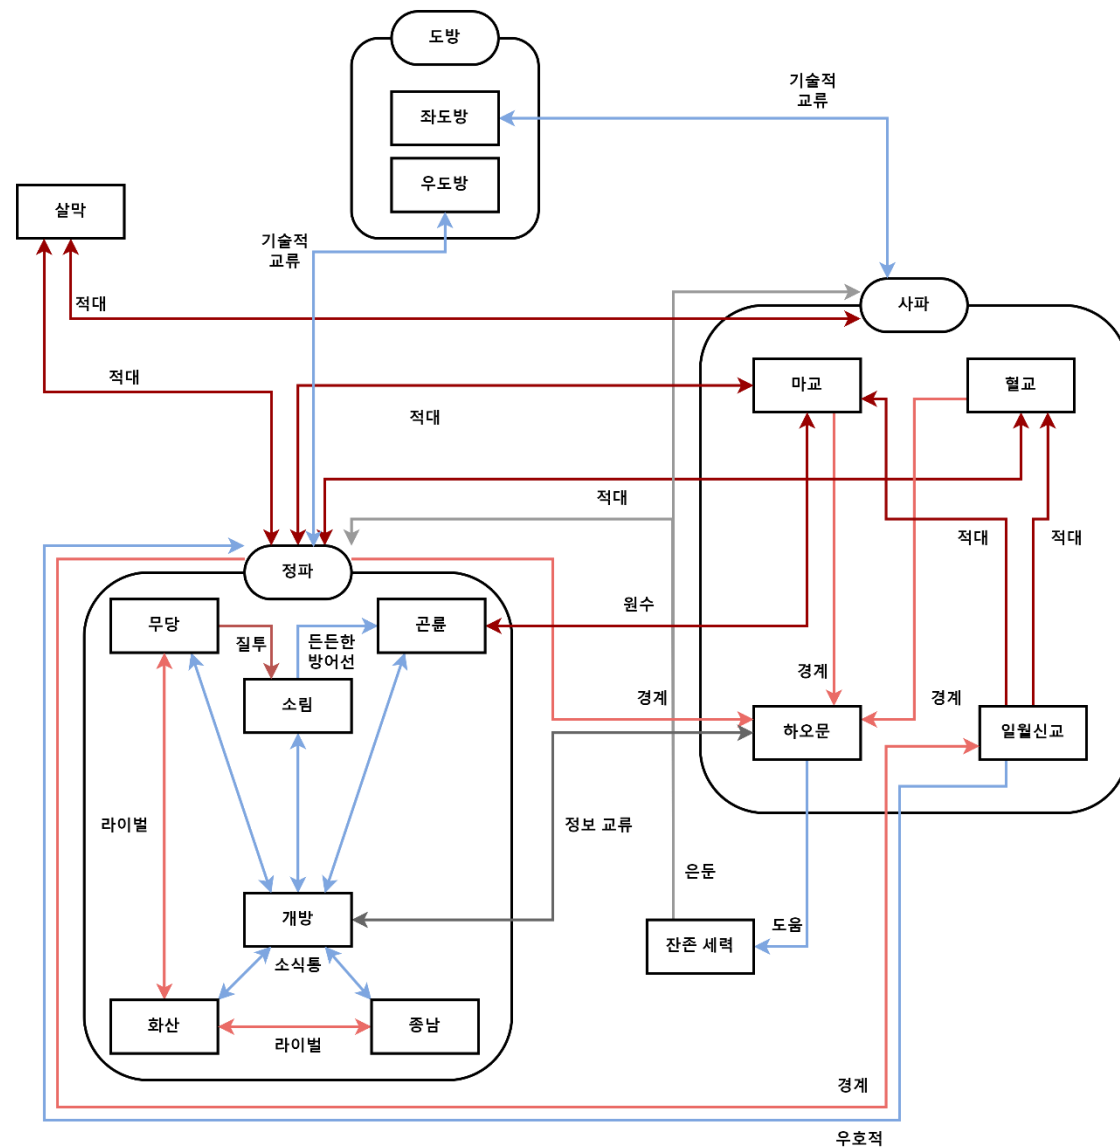 도방
좌도방
기술적
교류
우도방
살막
기술적
교류
적대
사파
적대
적대
마교
혈교
적대
적대
적대
정파
무당
질투
든든한
방어선
곤륜
원수
소림
경계
경계
경계
하오문
일월신교
라이벌
정보 교류
은둔
개방
소식통
도움
잔존 세력
화산
라이벌
종남
경계
우호적